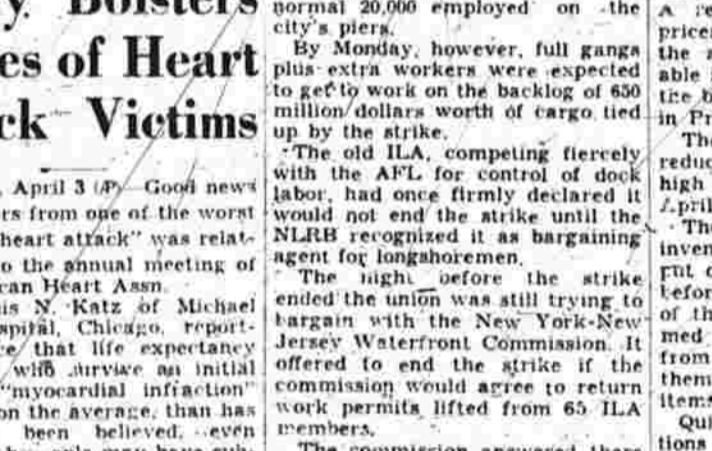 Bolsters
es of Heart
ck Victims
April 3 (AP) Good news
rs from one of the worst
heart attack" was relat-
o the annual meeting of
can Heart Assn.
is N. Katz of Michael
spital, Chicago, report-
e that life expectancy
who survive an initial
"myocardial infraction"
on the average, than has
been believed, even
normal 20,000 employed on the
city's piers.
By Monday, however, full gangs
plus extra workers were expected
to get to work on the backlog of 650
million dollars worth of cargo tied
up by the strike.
The old ILA, competing fiercely
with the AFL for control of dock
labor, had once firmly declared it
would not end the strike until the
NLRB recognized it as bargaining
agent for longshoremen.
The night before the strike
ended the union was still trying to
bargain with the New York-New
Jersey Waterfront Commission. It
offered to end the strike if the
commission would agree to return
work permits lifted from 65 ILA
members.
The commission answered there
A
price
the
able
the b
in Pr
The
reduc
high
April
The
inven
put
befor
of th
med
from
them
items
Qui
tions